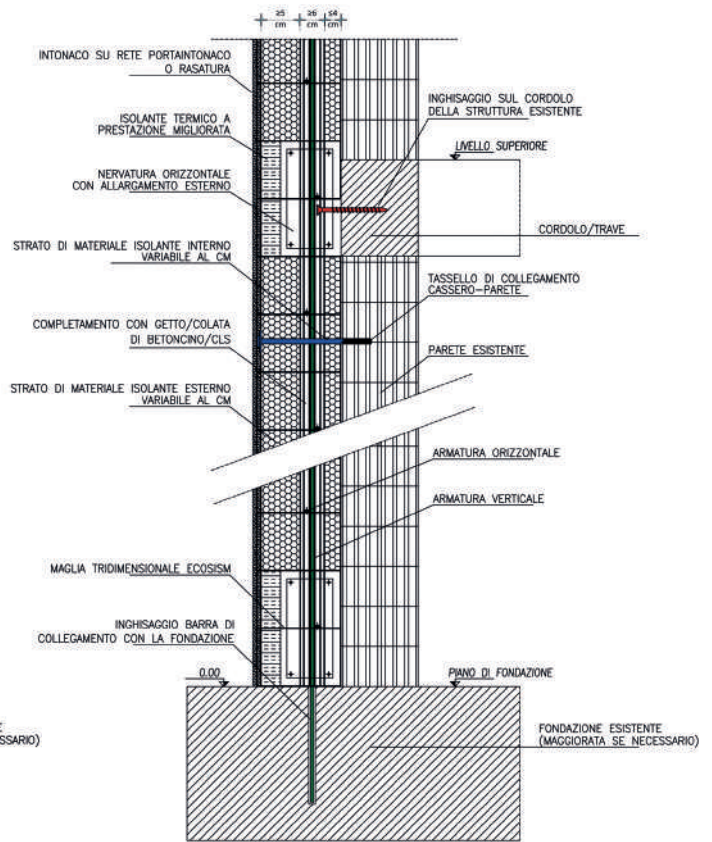 ≥5 ≥6 ≤4
cm cm cm
INTONACO SU RETE PORTAINTONACO
O RASATURA
ISOLANTE TERMICO A
PRESTAZIONE MIGLIORATA
NERVATURA ORIZZONTALE
CON ALLARGAMENTO ESTERNO
STRATO DI MATERIALE ISOLANTE INTERNO
VARIABILE AL CM
COMPLETAMENTO CON GETTO/COLATA
DI BETONCINO/CLS
STRATO DI MATERIALE ISOLANTE ESTERNO
VARIABILE AL CM
MAGLIA TRIDIMENSIONALE ECOSISM
INGHISAGGIO BARRA DI
COLLEGAMENTO CON LA FONDAZIONE
0.00
E
SSARIO)
INGHISAGGIO SUL CORDOLO
DELLA STRUTTURA ESISTENTE
LIVELLO SUPERIORE
CORDOLO/TRAVE
TASSELLO DI COLLEGAMENTO
CASSERO-PARETE
PARETE ESISTENTE
ARMATURA ORIZZONTALE
ARMATURA VERTICALE
PIANO DI FONDAZIONE
FONDAZIONE ESISTENTE
(MAGGIORATA SE NECESSARIO)